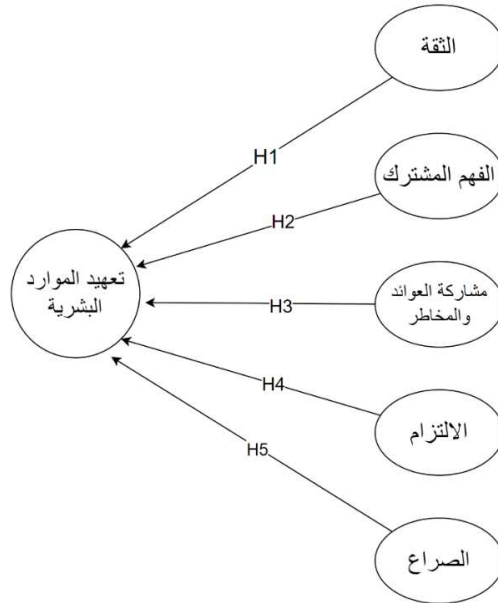 الثقة
H1
الفهم المشترك
H2
تعهيد الموارد
البشرية
مشاركة العوائد
والمخاطر
H3
H4
الالتزام
H5
الصراع